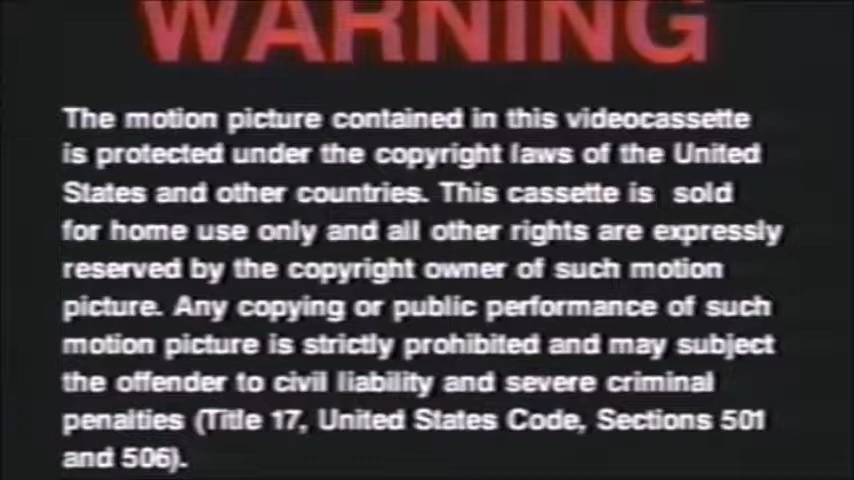 WARNING
The motion picture contained in this videocassette
is protected under the copyright laws of the United
States and other countries. This cassette is sold
for home use only and all other rights are expressly
reserved by the copyright owner of such motion
picture. Any copying or public performance of such
motion picture is strictly prohibited and may subject
the offender to civil liability and severe criminal
penalties (Title 17, United States Code, Sections 501
and 506).